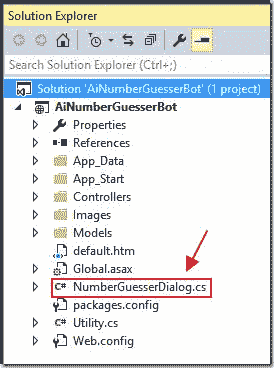 Solution Explorer
Search Solution Explorer (Ctrl+;)
Solution 'AiNumberGuesserBot' (1 project)
AiNumberGuesserBot
Properties
References
App_Data
App_Start
Controllers
Images
Models
default.htm
Global.asax
C# NumberGuesserDialog.cs
packages.config
C# Utility.cs
Web.config